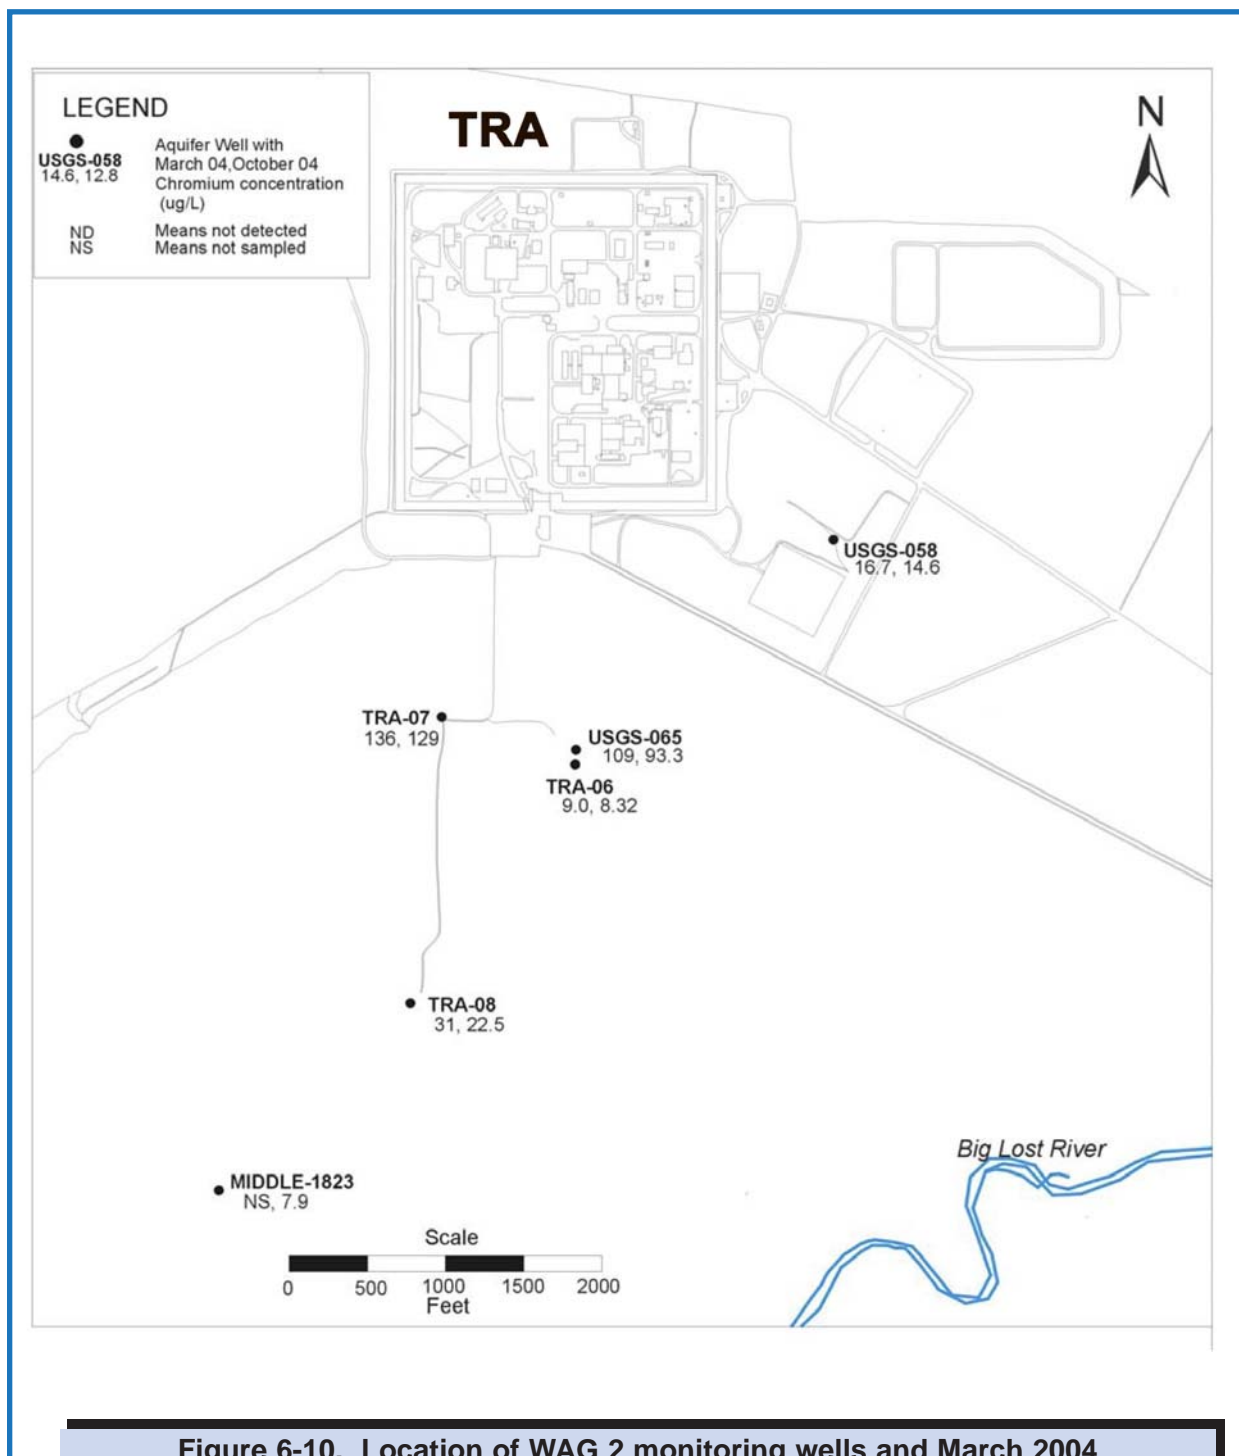 LEGEND
USGS-058
14.6, 12.8
Aquifer Well with
March 04,October 04
Chromium concentration
(ug/L)
ND Means not detected
NS Means not sampled
TRA
N
USGS-058
16.7, 14.6
TRA-07
136, 129
USGS-065
109, 93.3
TRA-06
9.0, 8.32
TRA-08
31, 22.5
Big Lost River
MIDDLE-1823
NS, 7.9
Scale
0 500 1000 1500 2000
Feet
Figure 6-10. Location of WAG 2 monitoring wells and March 2004